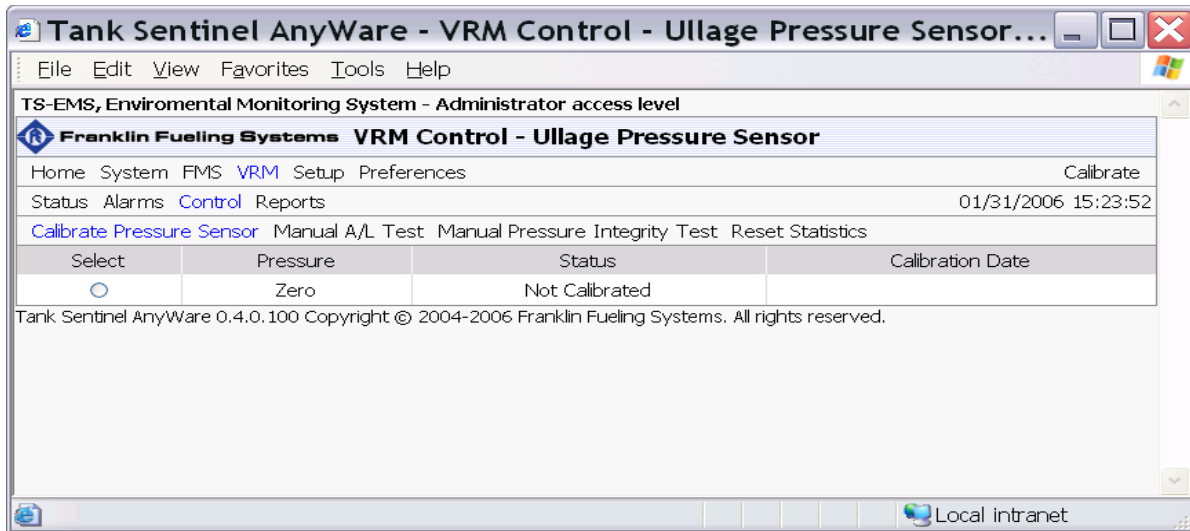 Tank Sentinel AnyWare - VRM Control - Ullage Pressure Sensor...
File Edit View Favorites Tools Help
TS-EMS, Enviromental Monitoring System - Administrator access level
Franklin Fueling Systems VRM Control - Ullage Pressure Sensor
Home System FMS VRM Setup Preferences Calibrate
Status Alarms Control Reports 01/31/2006 15:23:52
Calibrate Pressure Sensor Manual A/L Test Manual Pressure Integrity Test Reset Statistics
Select Pressure Status Calibration Date
Zero Not Calibrated
Tank Sentinel AnyWare 0.4.0.100 Copyright © 2004-2006 Franklin Fueling Systems. All rights reserved.
Local intranet